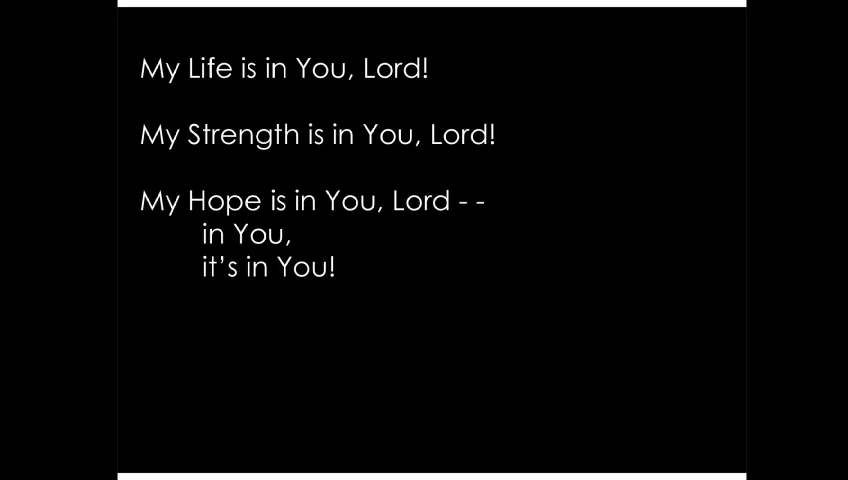 My Life is in You, Lord!
My Strength is in You, Lord!
My Hope is in You, Lord - -
in You,
it’s in You!